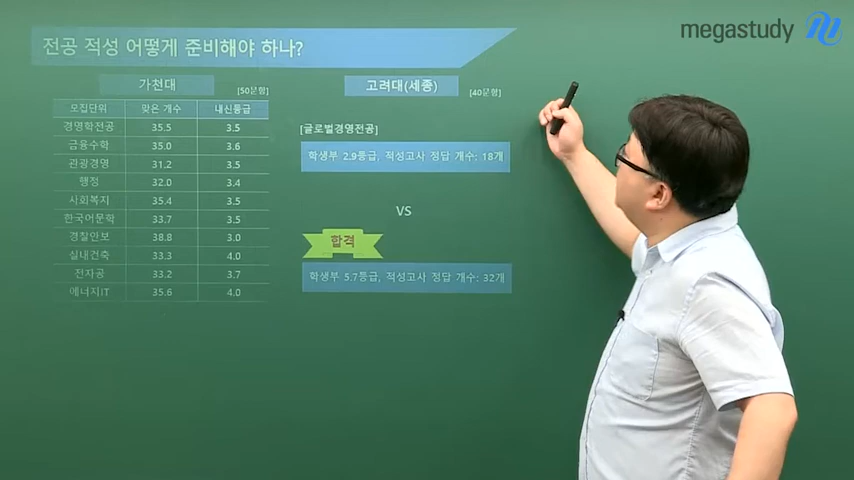 megastudy
전공 적성 어떻게 준비해야 하나?
가천대 [50문항]
모집단위 맞은 개수 내신등급
경영학전공 35.5 3.5
금융수학 35.0 3.6
관광경영 31.2 3.5
행정 32.0 3.4
사회복지 35.4 3.5
한국어문학 33.7 3.5
경찰안보 38.8 3.0
실내건축 33.3 4.0
전자공 33.2 3.7
에너지IT 35.6 4.0
고려대(세종) [40문항]
[글로벌경영전공]
학생부 2.9등급, 적성고사 정답 개수: 18개
VS
합격
학생부 5.7등급, 적성고사 정답 개수: 32개